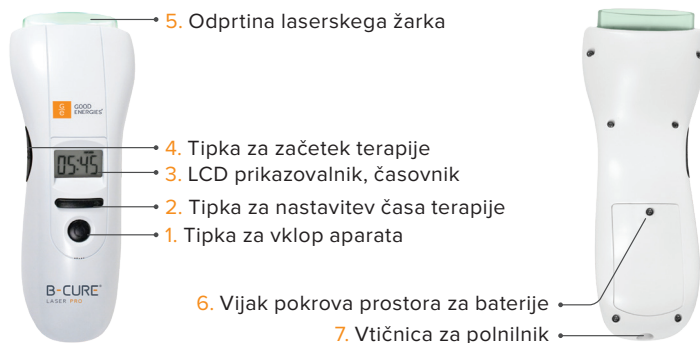 5. Odprtina laserskega žarka
GOOD
ENERGIES®
4. Tipka za začetek terapije
05:45
3. LCD prikazovalnik, časovnik
2. Tipka za nastavitev časa terapije
1. Tipka za vklop aparata
B-CURE®
LASER PRO
6. Vijak pokrova prostora za baterije
7. Vtičnica za polnilnik